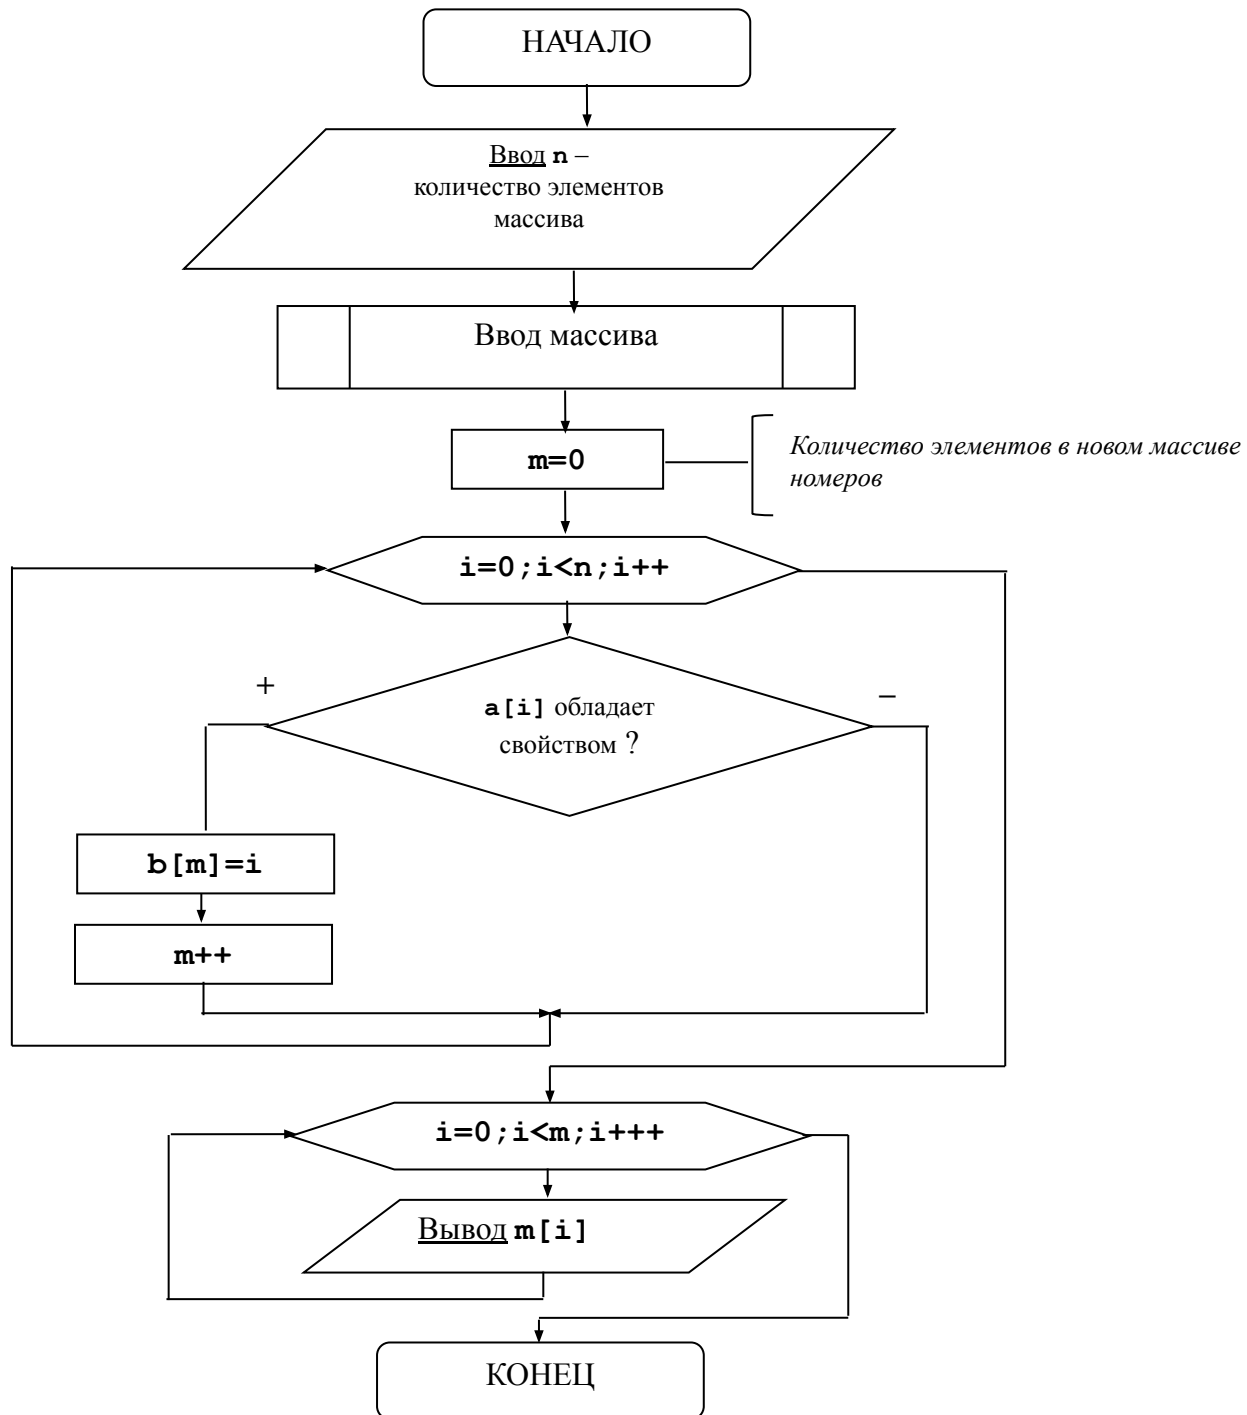 НАЧАЛО
Ввод n –
количество элементов
массива
Ввод массива
m=0
Количество элементов в новом массиве
номеров
i=0;i<n;i++
+
–
a[i] обладает
свойством ?
b[m]=i
m++
i=0;i<m;i+++
Вывод m[i]
КОНЕЦ